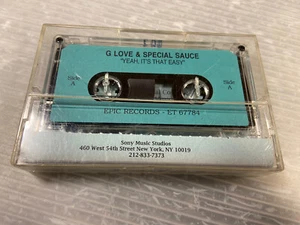 G LOVE & SPECIAL SAUCE
"YEAH, IT'S THAT EASY"
Side
A
Side
A
EPIC RECORDS - ET 67784
Sony Music Studios
460 West 54th Street New York, NY 10019
212-833-7373